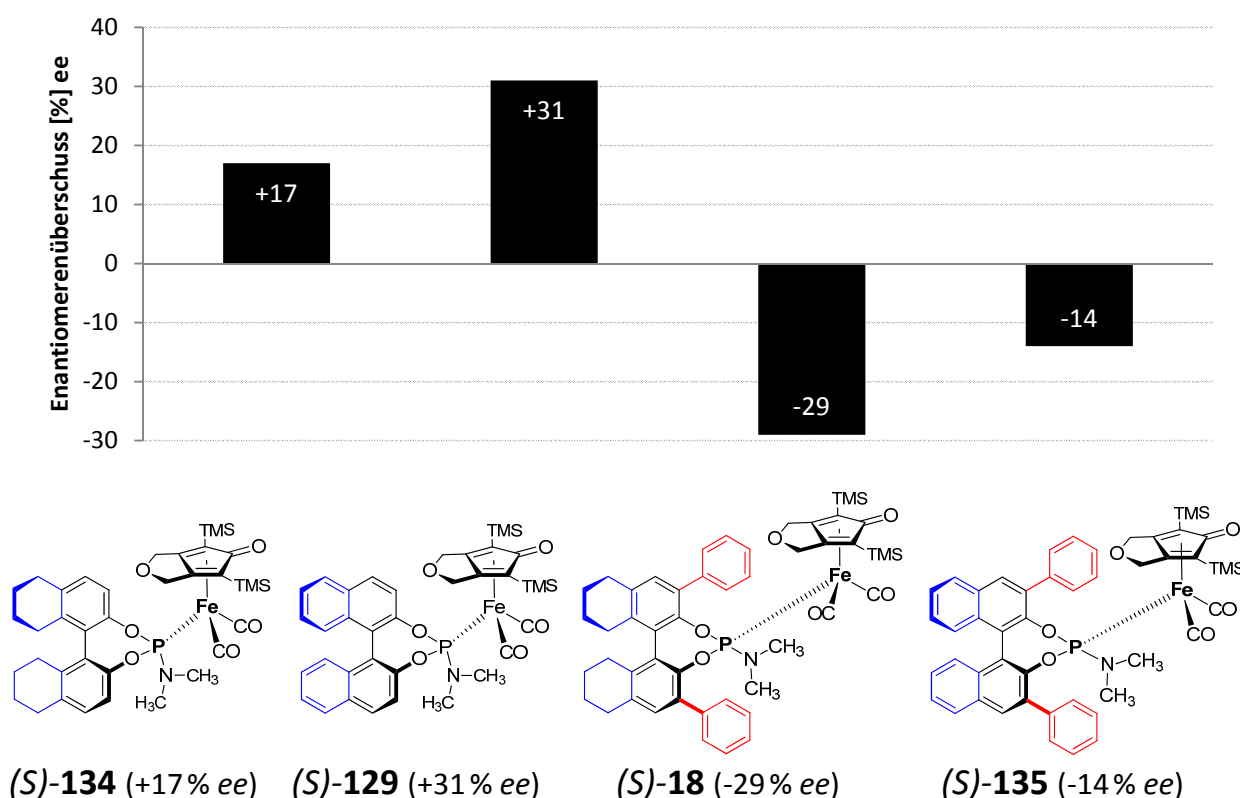 Enantiomerenüberschuss [%] ee
40
30
20
10
0
-10
-20
-30
+17
+31
-29
-14
TMS
O
O
TMS
Fe
CO
CO
O
P
O
N
CH3
H3C
TMS
O
O
TMS
Fe
CO
CO
O
P
O
N
CH3
H3C
TMS
O
O
TMS
Fe
OC
CO
O
P
O
N
CH3
CH3
TMS
O
O
TMS
Fe
CO
CO
O
P
O
N
CH3
CH3
(S)-134 (+17% ee)
(S)-129 (+31% ee)
(S)-18 (-29% ee)
(S)-135 (-14% ee)